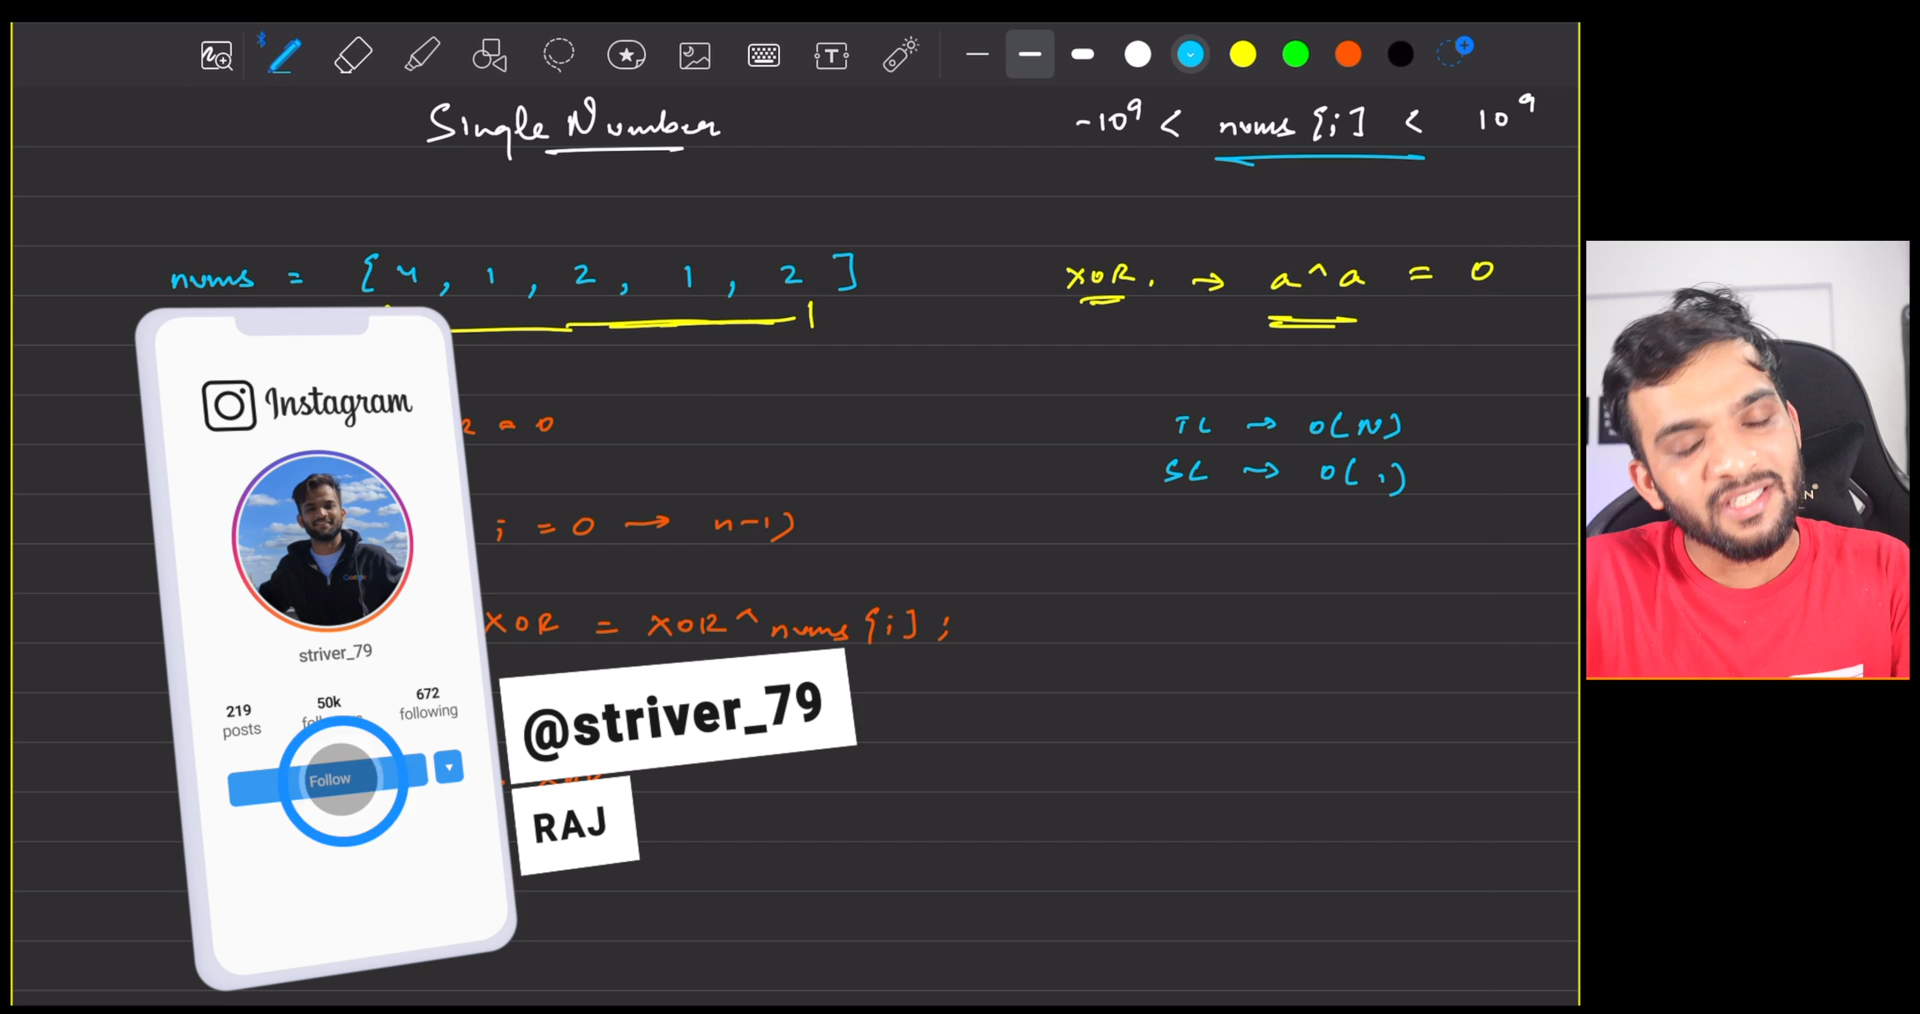 Single Number
-10^9 < nums[i] < 10^9
nums = [4, 1, 2, 1, 2]
XOR. → a^a = 0
Instagram
R = 0
TC → O(N)
SC → O(1)
i = 0 → n-1)
XOR = XOR ^ nums[i];
striver_79
219 posts
50k
672 following
Follow
@striver_79
RAJ
T